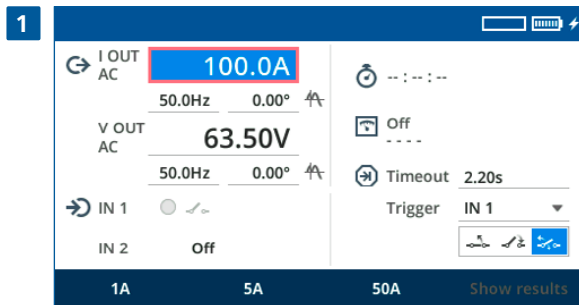 1
I OUT AC 100.0A
50.0Hz 0.00°
V OUT AC 63.50V
50.0Hz 0.00°
IN 1
IN 2 Off
-- : -- : --
Off
- - - -
Timeout 2.20s
Trigger IN 1
1A 5A 50A Show results